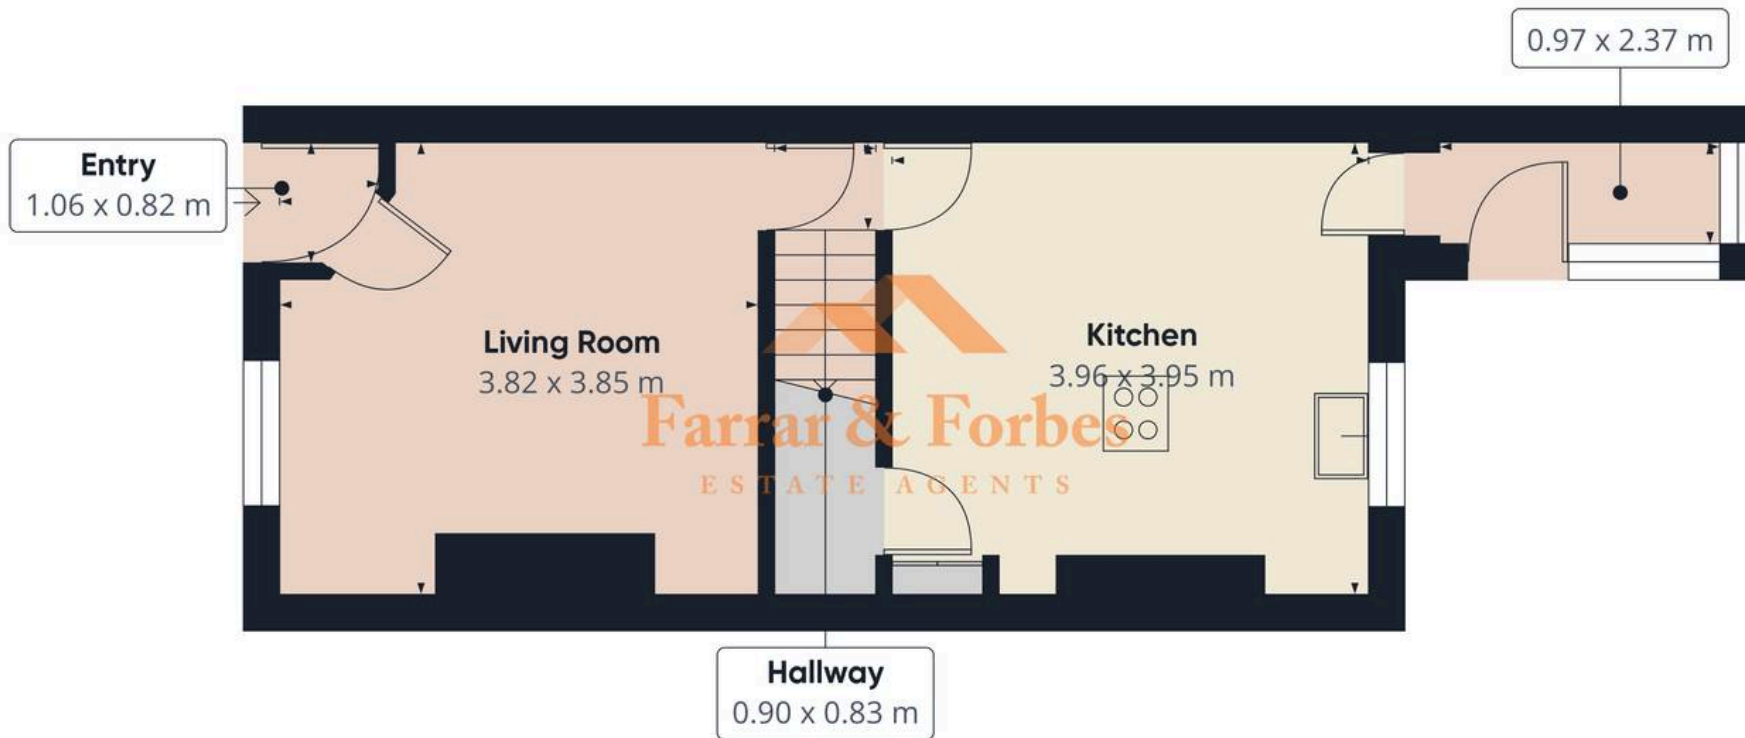 0.97 x 2.37 m
Entry
1.06 x 0.82 m
Living Room
3.82 x 3.85 m
Kitchen
3.96 x 3.95 m
Farrar & Forbes
ESTATE AGENTS
Hallway
0.90 x 0.83 m